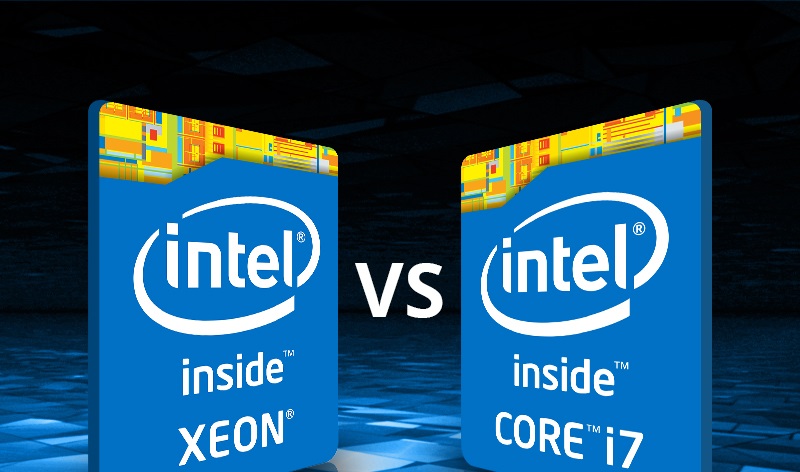 intel®
inside™
XEON®
VS
intel®
inside™
CORE™ i7